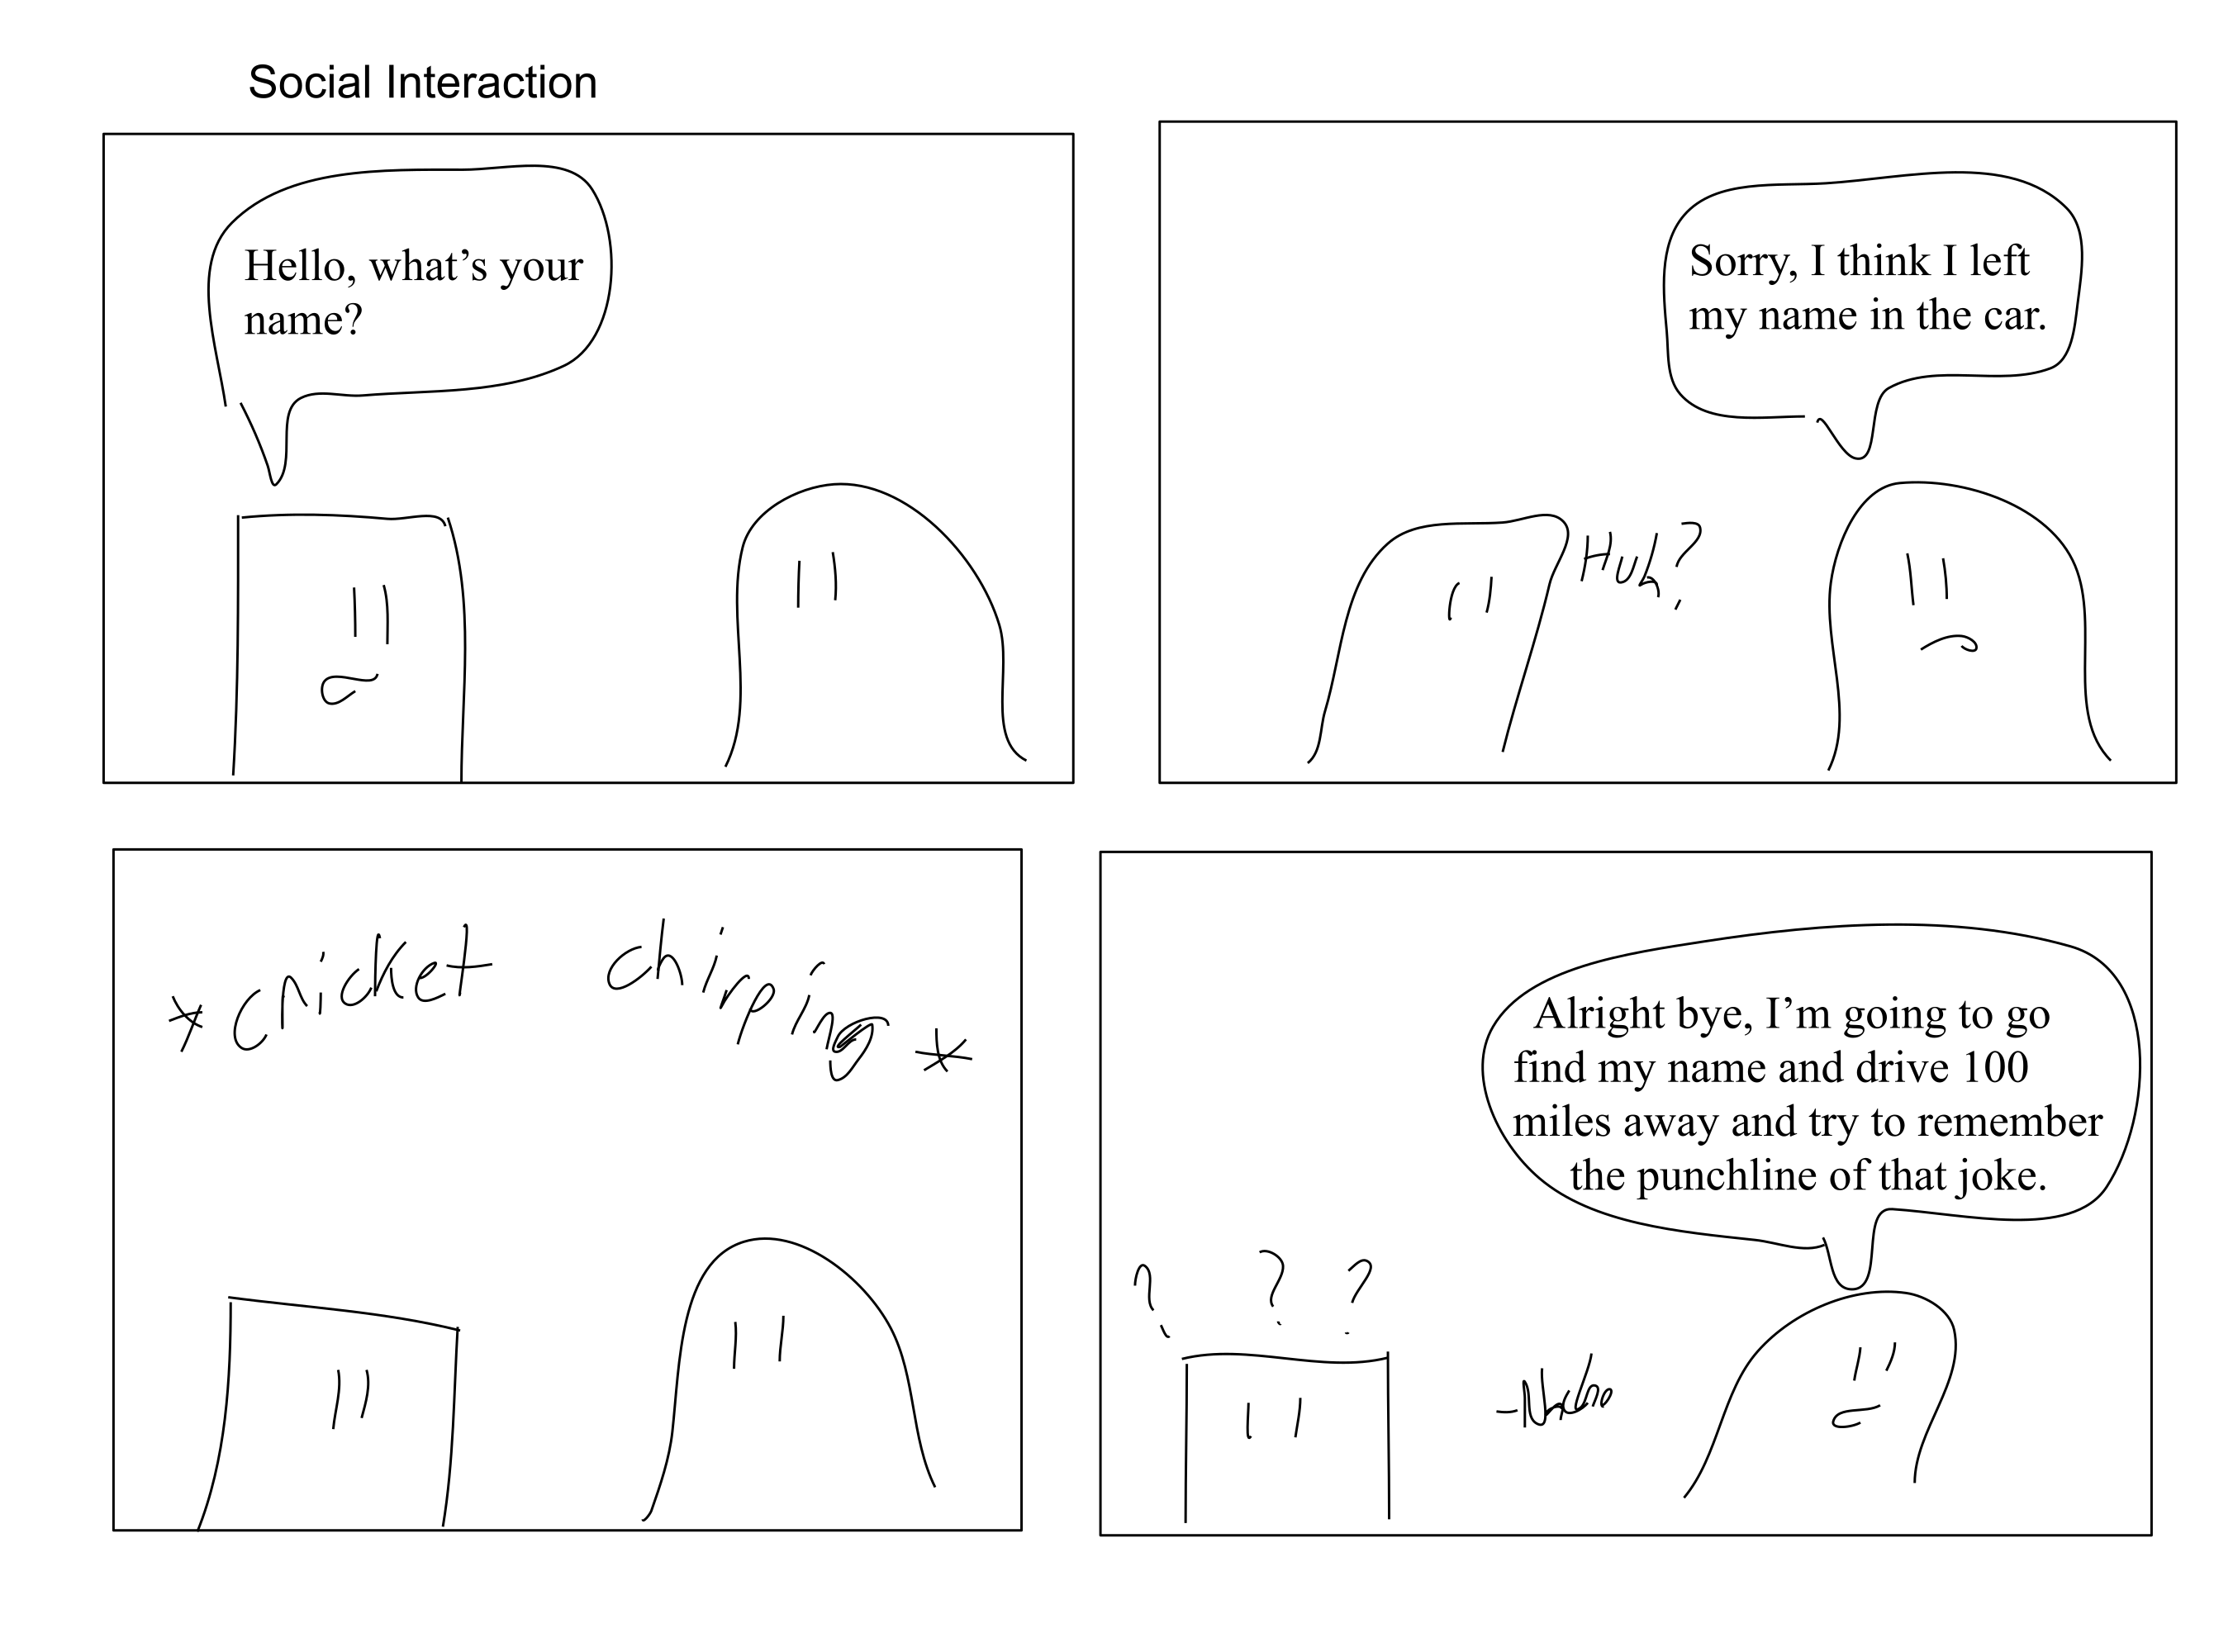 Social Interaction
Hello, what's your
name?
Sorry, I think I left
my name in the car.
Huh?
*cricket chirping*
Alright bye, I'm going to go
find my name and drive 100
miles away and try to remember
the punchline of that joke.
? ? ?